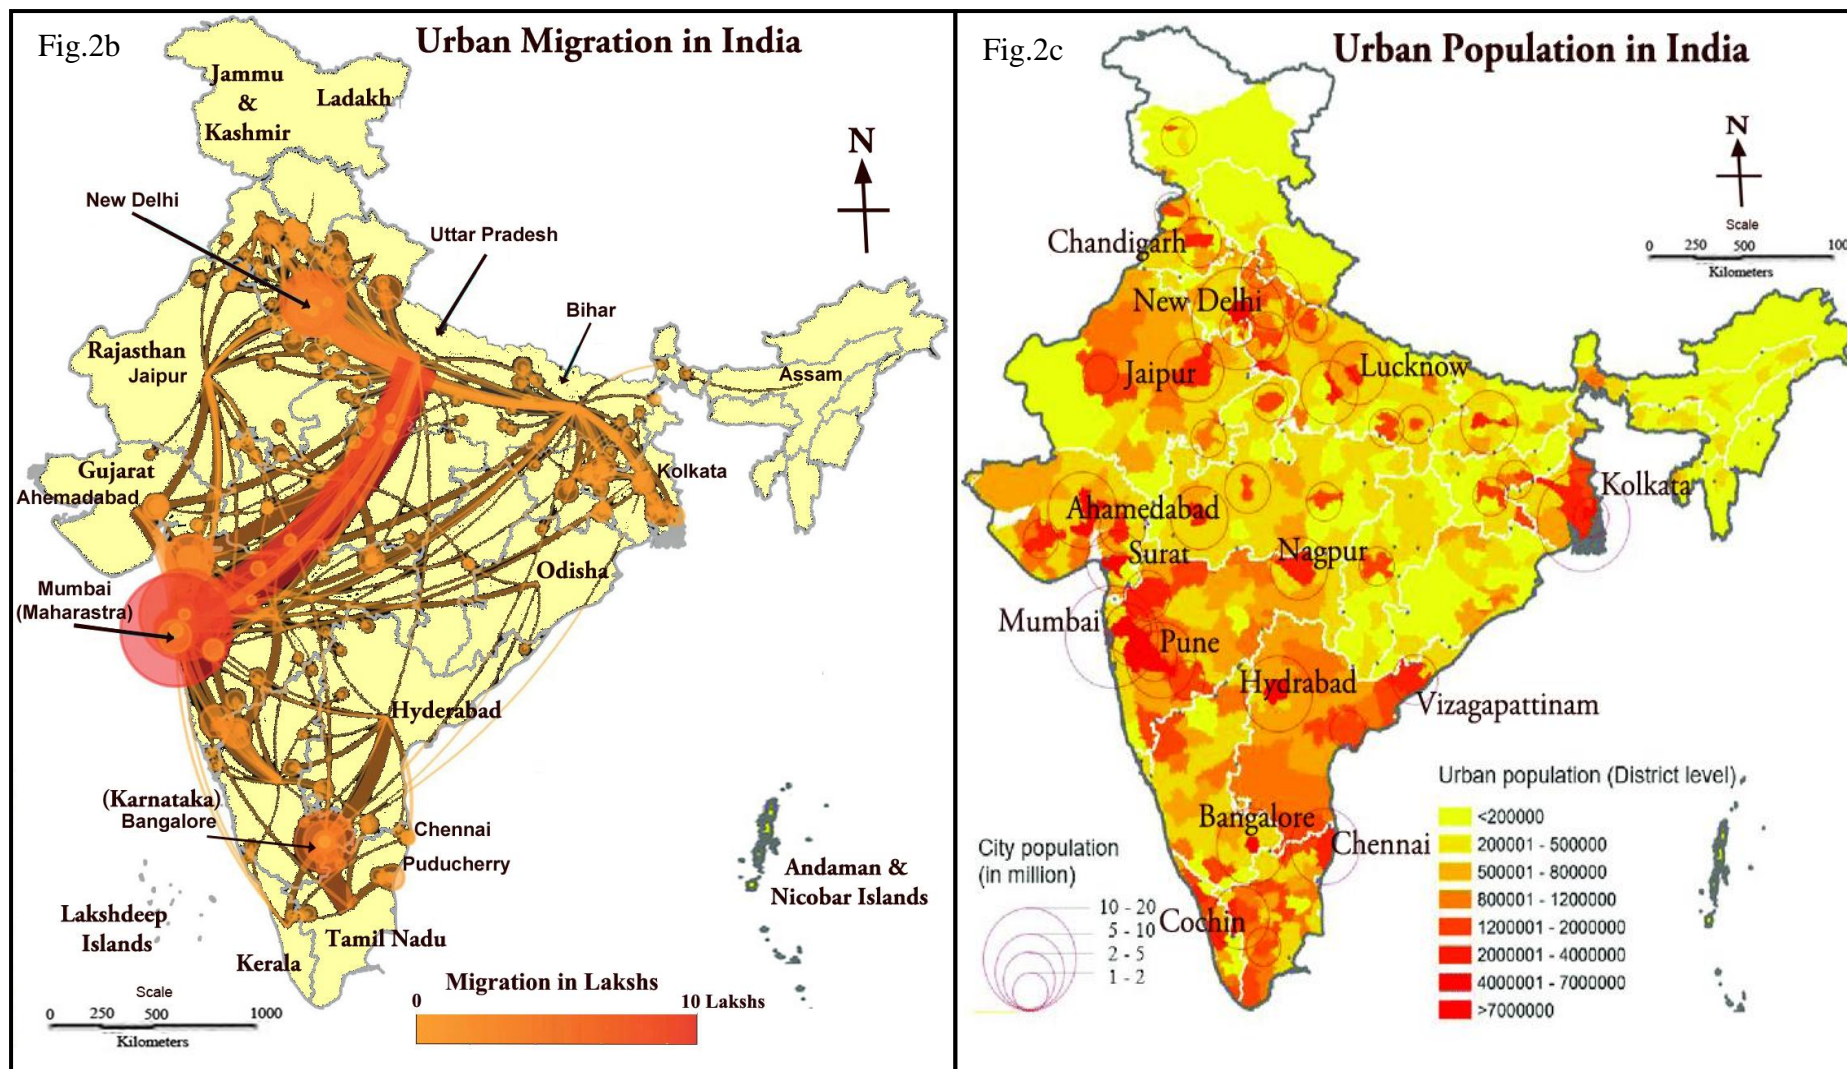 Fig.2b
Urban Migration in India
Jammu
&
Kashmir
Ladakh
N
New Delhi
Uttar Pradesh
Bihar
Rajasthan
Jaipur
Assam
Gujarat
Ahemadabad
Kolkata
Mumbai
(Maharastra)
Odisha
Hyderabad
(Karnataka)
Bangalore
Chennai
Puducherry
Andaman &
Nicobar Islands
Lakshdeep
Islands
Tamil Nadu
Kerala
Migration in Lakshs
0 10 Lakshs
Scale
0 250 500 1000
Kilometers
Fig.2c
Urban Population in India
N
Scale
0 250 500 100
Kilometers
Chandigarh
New Delhi
Jaipur
Lucknow
Ahamedabad
Kolkata
Surat
Nagpur
Mumbai
Pune
Hydrabad
Vizagapattinam
Bangalore
Chennai
Cochin
City population
(in million)
10 - 20
5 - 10
2 - 5
1 - 2
Urban population (District level)
<200000
200001 - 500000
500001 - 800000
800001 - 1200000
1200001 - 2000000
2000001 - 4000000
4000001 - 7000000
>7000000